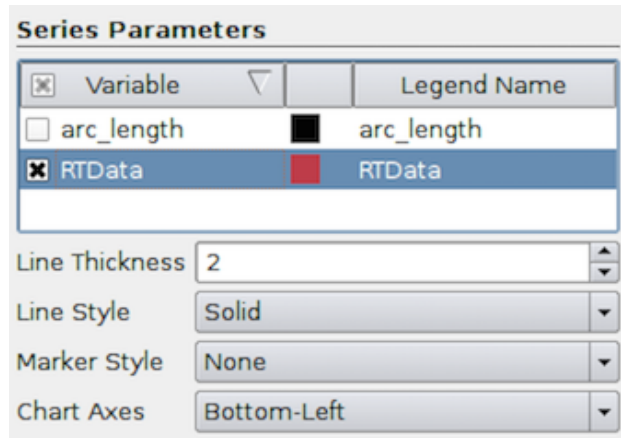 Series Parameters
Variable Legend Name
arc_length arc_length
RTData RTData
Line Thickness 2
Line Style Solid
Marker Style None
Chart Axes Bottom-Left